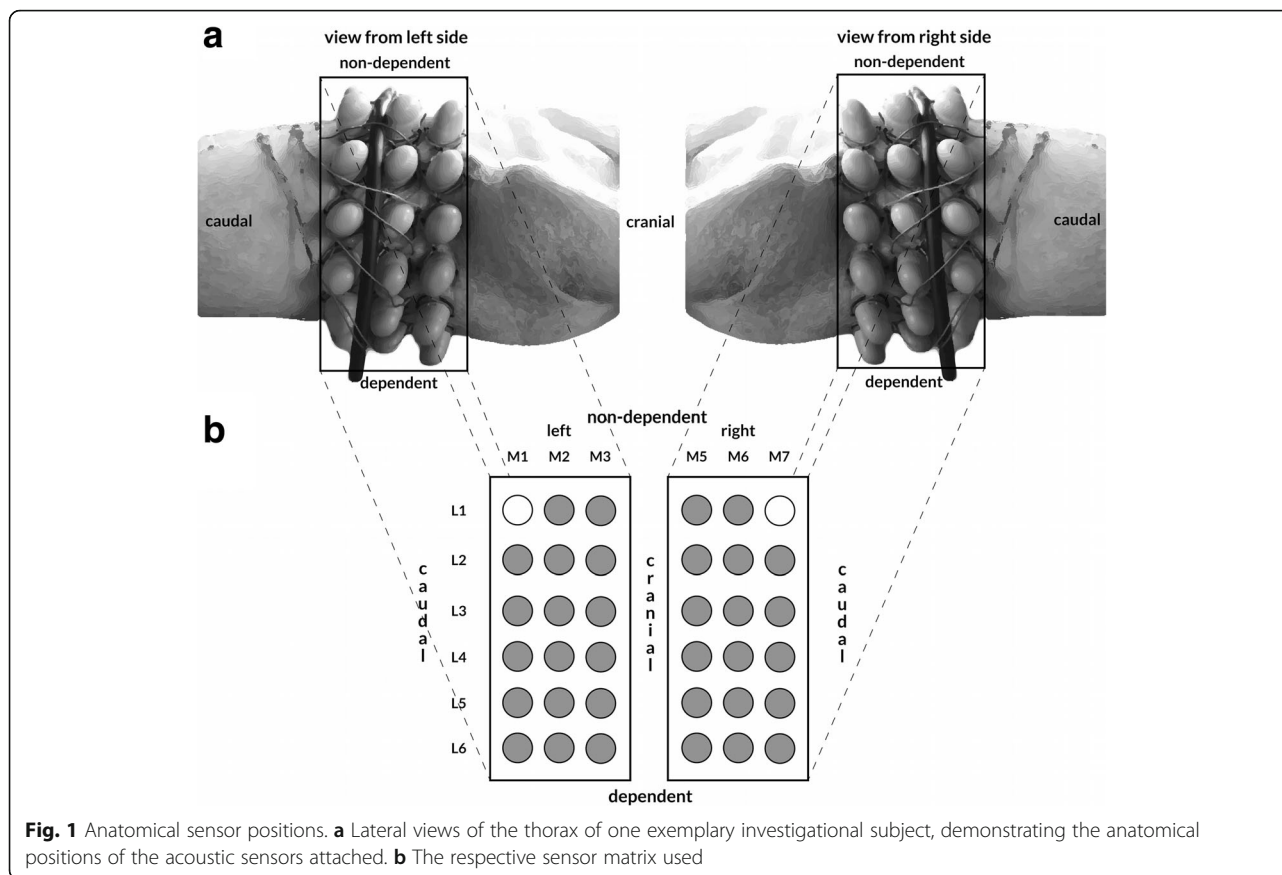 a
view from left side
non-dependent
view from right side
non-dependent
caudal
cranial
caudal
dependent
dependent
b
non-dependent
left
right
M1 M2 M3 M5 M6 M7
L1
L2
L3
L4
L5
L6
caudal
cranial
caudal
dependent
Fig. 1 Anatomical sensor positions. a Lateral views of the thorax of one exemplary investigational subject, demonstrating the anatomical
positions of the acoustic sensors attached. b The respective sensor matrix used